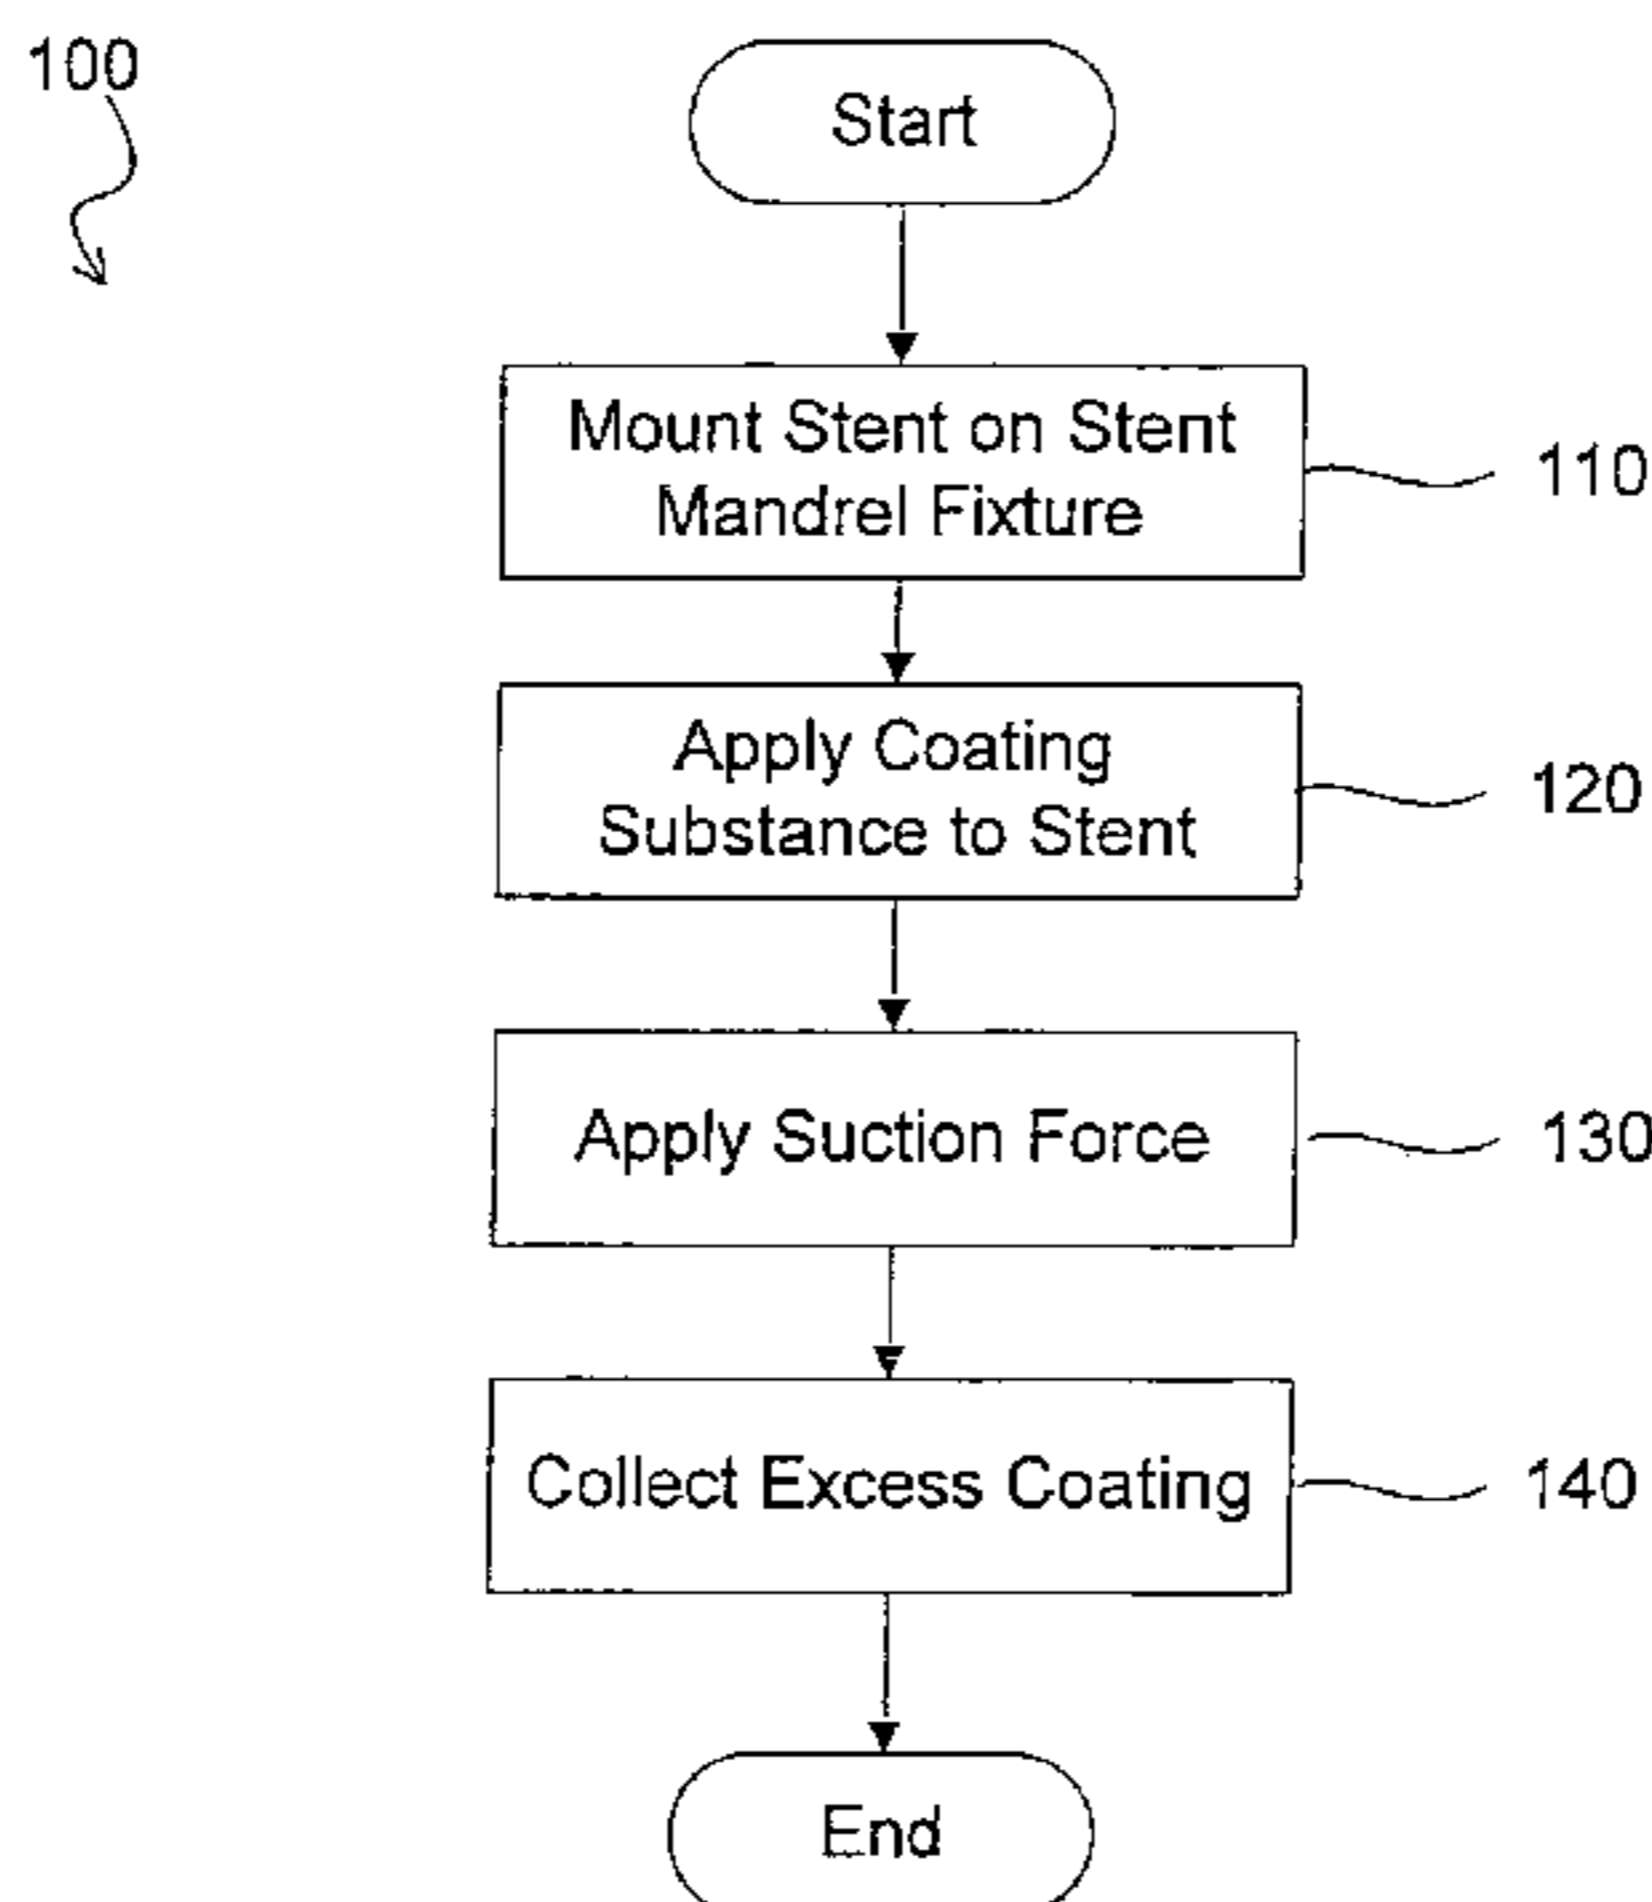 100
Start
Mount Stent on Stent
Mandrel Fixture
110
Apply Coating
Substance to Stent
120
Apply Suction Force
130
Collect Excess Coating
140
End